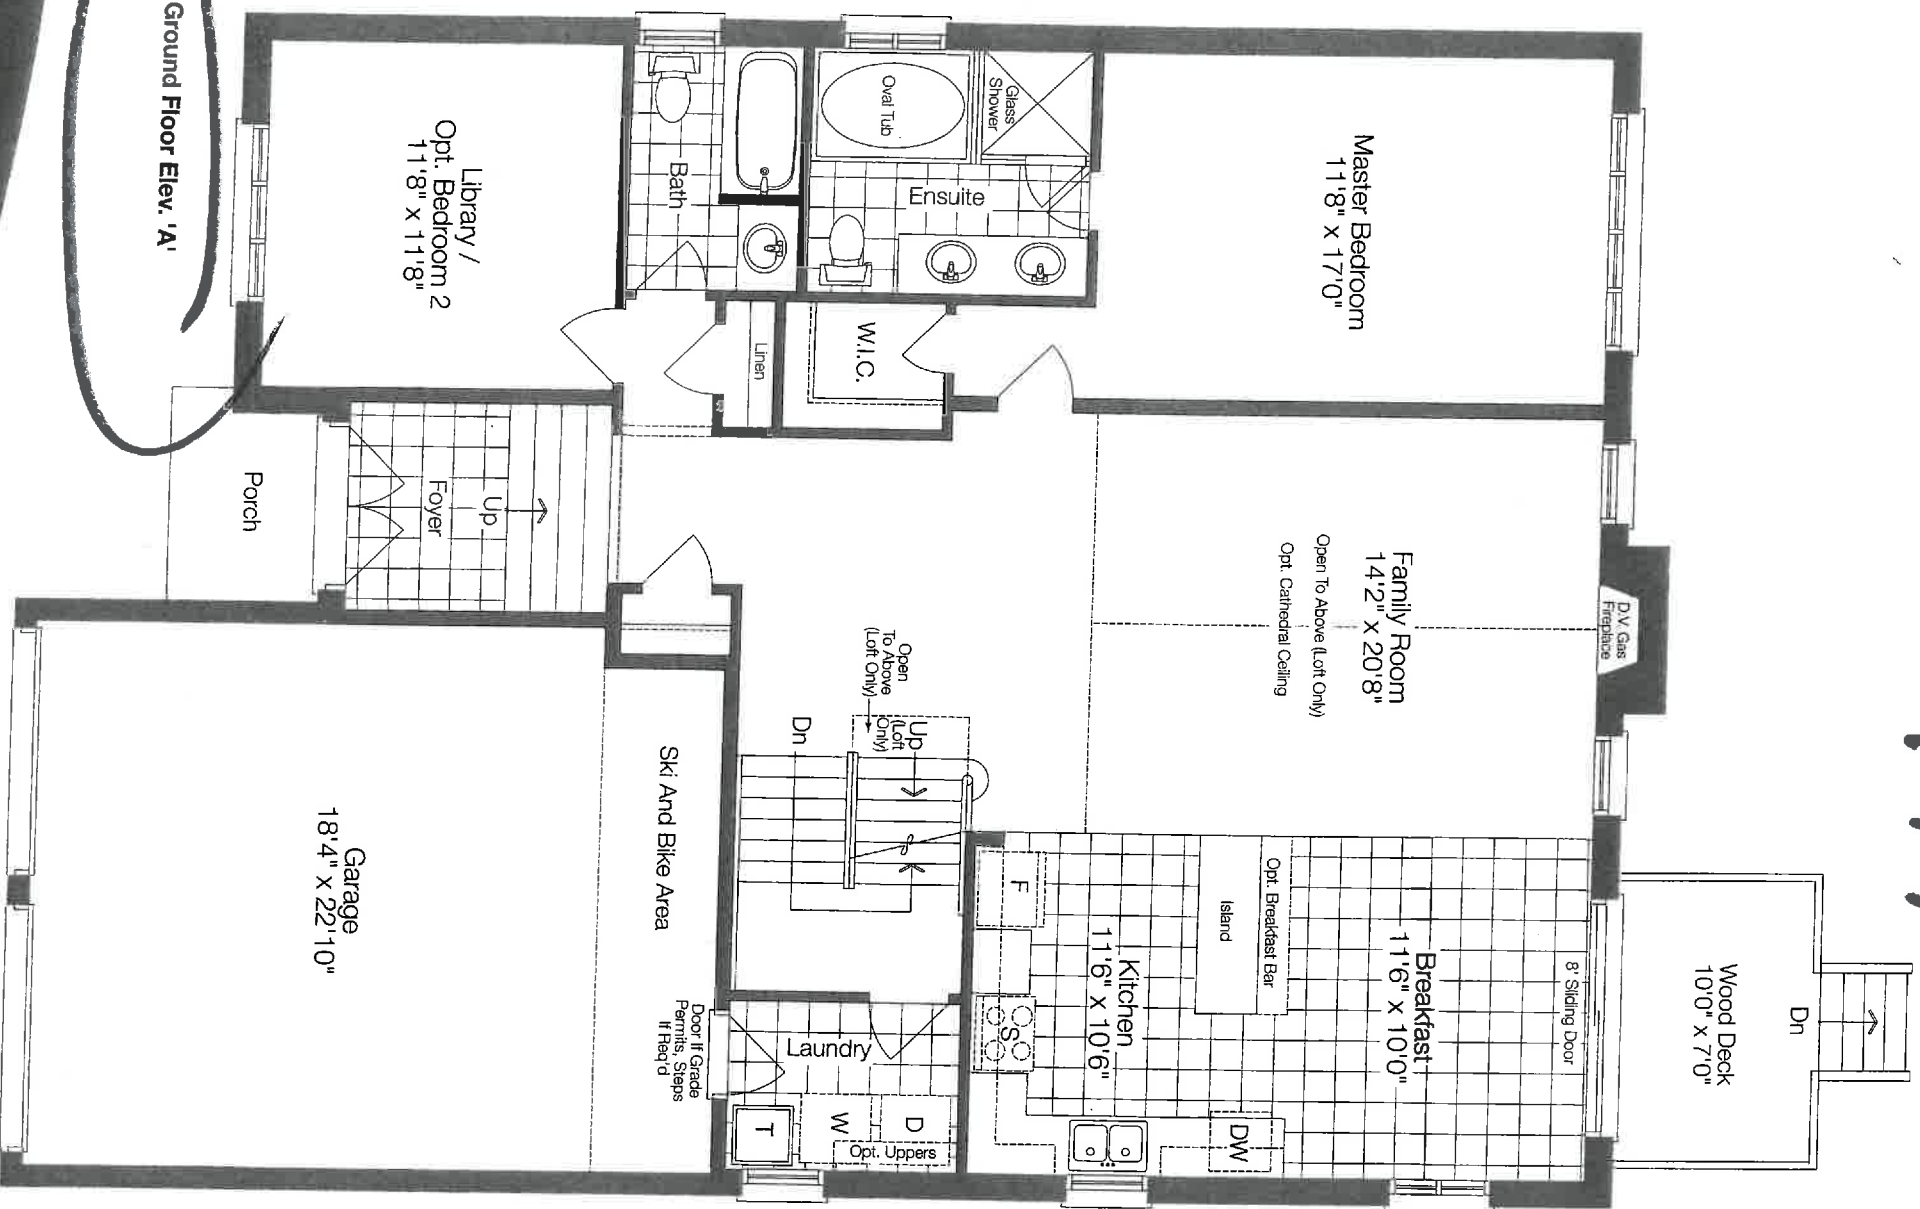 Ground Floor Elev. 'A'
Library /
Opt. Bedroom 2
11'8" x 11'8"
Bath
Oval Tub
Glass
Shower
Ensuite
Master Bedroom
11'8" x 17'0"
W.I.C.
Linen
Porch
Foyer
Up
Family Room
14'2" x 20'8"
Open To Above (Loft Only)
Opt. Cathedral Ceiling
D.V. Gas
Fireplace
Open
To Above
(Loft Only)
Up
(Loft
Only)
Dn
Ski And Bike Area
Garage
18'4" x 22'10"
Door If Grade
Permits, Steps
If Req'd
Laundry
T
W
D
Opt. Uppers
F
S
Kitchen
11'6" x 10'6"
Island
Opt. Breakfast Bar
DW
Breakfast
11'6" x 10'0"
8' Sliding Door
Wood Deck
10'0" x 7'0"
Dn